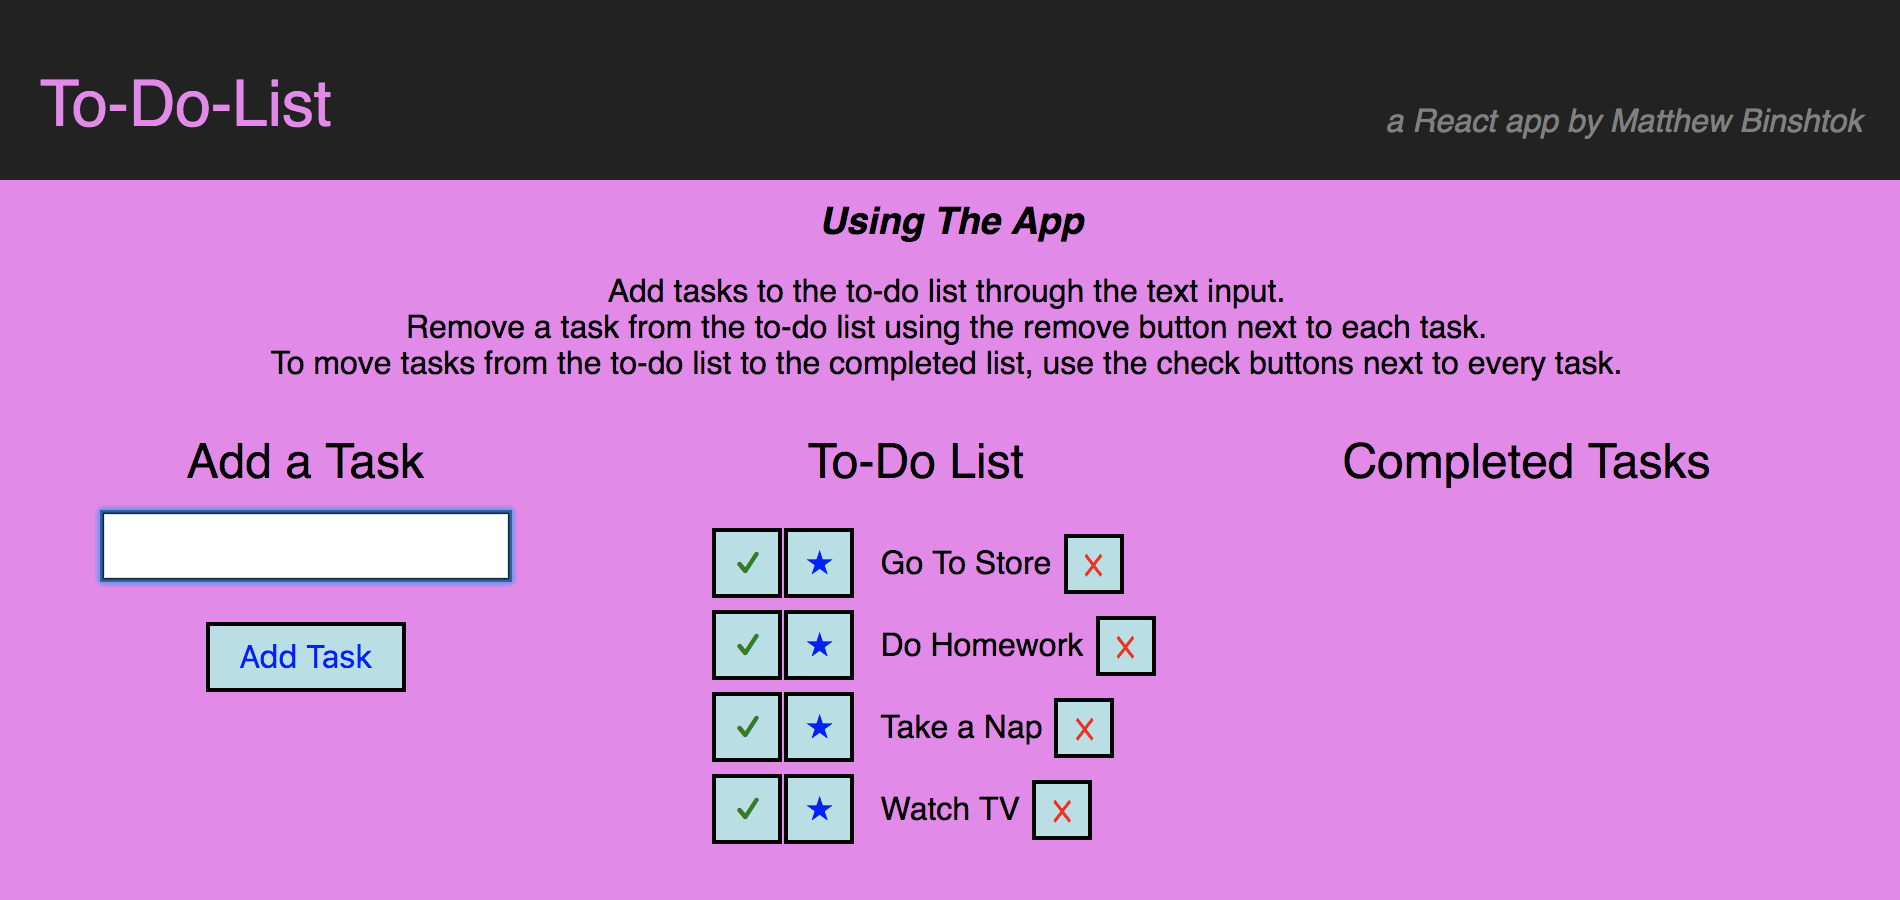 To-Do-List
a React app by Matthew Binshtok
Using The App
Add tasks to the to-do list through the text input.
Remove a task from the to-do list using the remove button next to each task.
To move tasks from the to-do list to the completed list, use the check buttons next to every task.
Add a Task
Add Task
To-Do List
✓ ★ Go To Store X
✓ ★ Do Homework X
✓ ★ Take a Nap X
✓ ★ Watch TV X
Completed Tasks